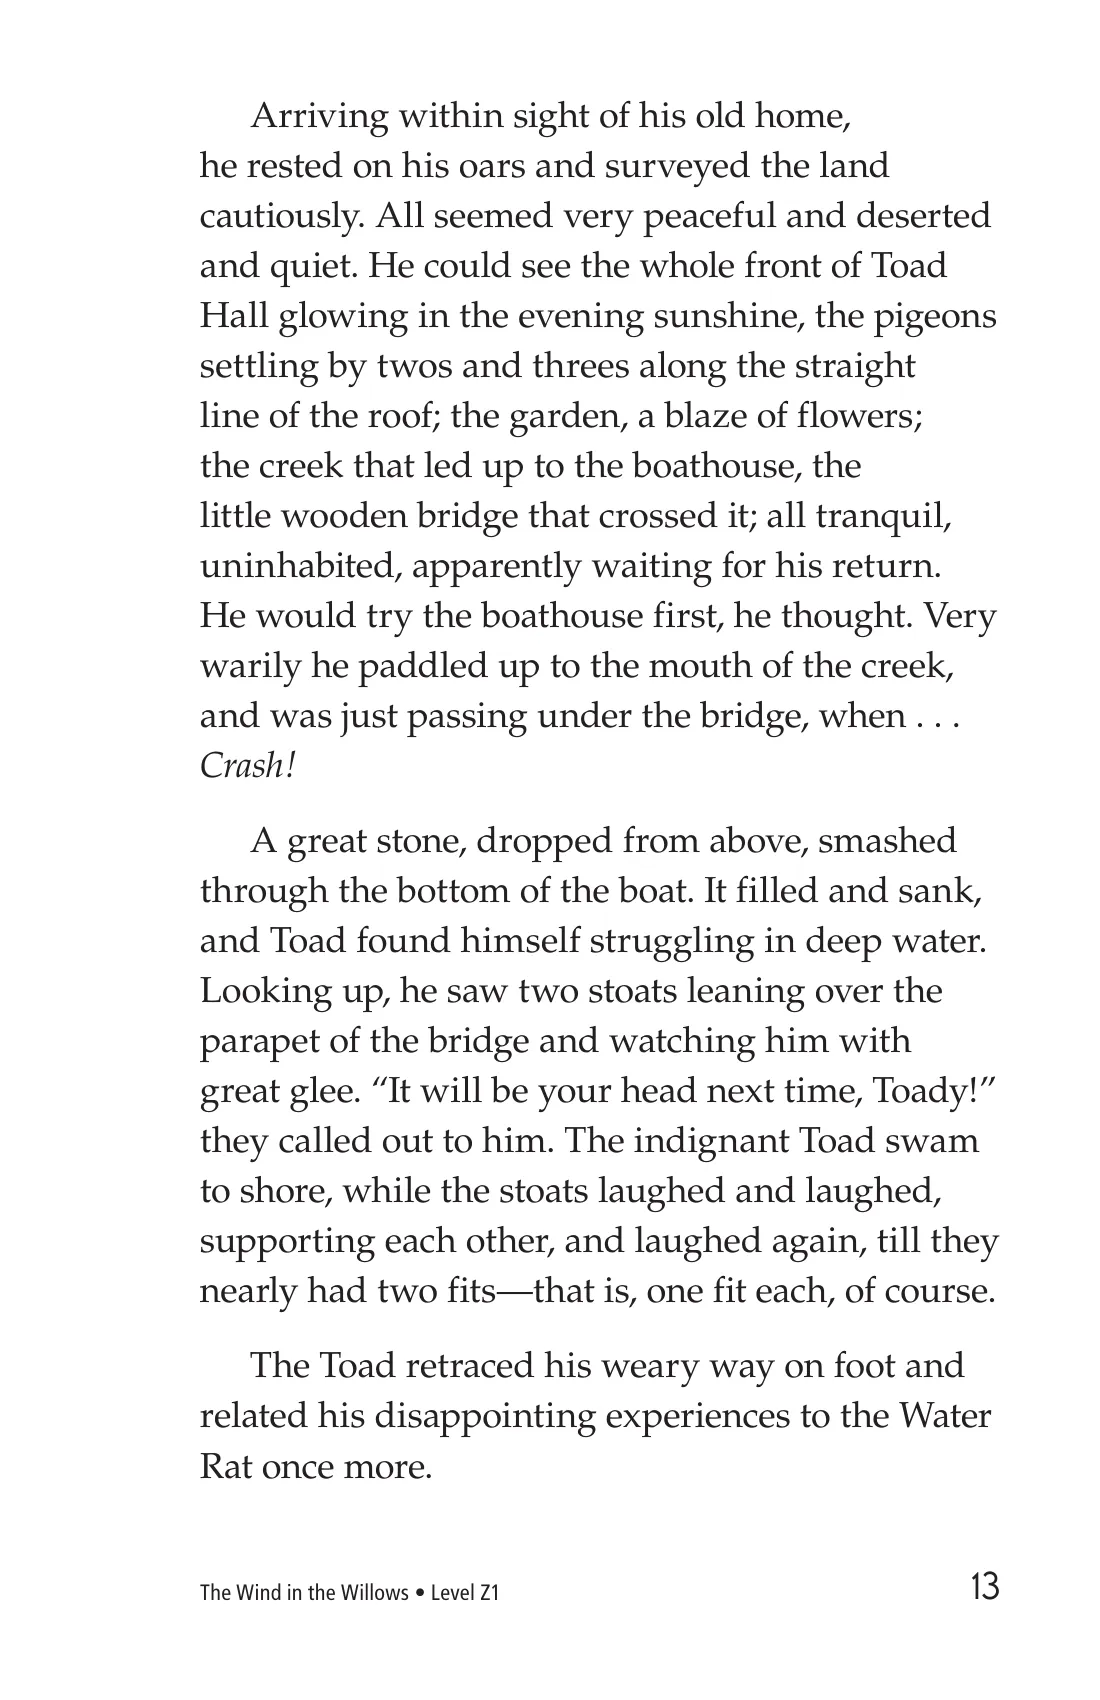 Arriving within sight of his old home,
he rested on his oars and surveyed the land
cautiously. All seemed very peaceful and deserted
and quiet. He could see the whole front of Toad
Hall glowing in the evening sunshine, the pigeons
settling by twos and threes along the straight
line of the roof; the garden, a blaze of flowers;
the creek that led up to the boathouse, the
little wooden bridge that crossed it; all tranquil,
uninhabited, apparently waiting for his return.
He would try the boathouse first, he thought. Very
warily he paddled up to the mouth of the creek,
and was just passing under the bridge, when . . .
Crash!
A great stone, dropped from above, smashed
through the bottom of the boat. It filled and sank,
and Toad found himself struggling in deep water.
Looking up, he saw two stoats leaning over the
parapet of the bridge and watching him with
great glee. “It will be your head next time, Toady!”
they called out to him. The indignant Toad swam
to shore, while the stoats laughed and laughed,
supporting each other, and laughed again, till they
nearly had two fits—that is, one fit each, of course.
The Toad retraced his weary way on foot and
related his disappointing experiences to the Water
Rat once more.
The Wind in the Willows • Level Z1
13